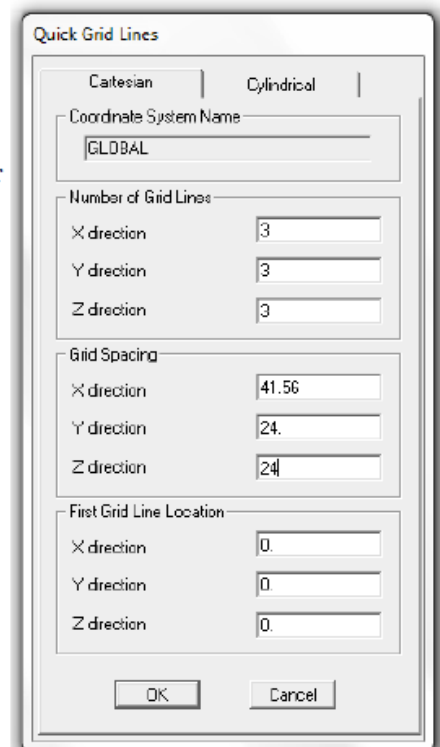 Quick Grid Lines
Cartesian Cylindrical
Coordinate System Name
GLOBAL
Number of Grid Lines
X direction 3
Y direction 3
Z direction 3
Grid Spacing
X direction 41.56
Y direction 24.
Z direction 24
First Grid Line Location
X direction 0.
Y direction 0.
Z direction 0.
OK Cancel